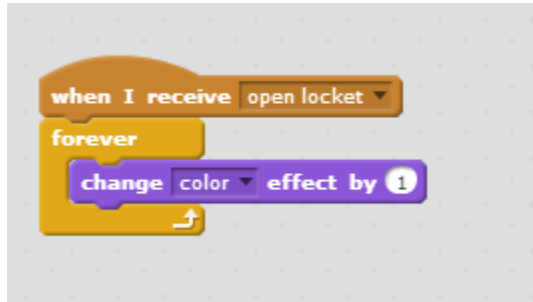 when I receive open locket
forever
change color effect by 1